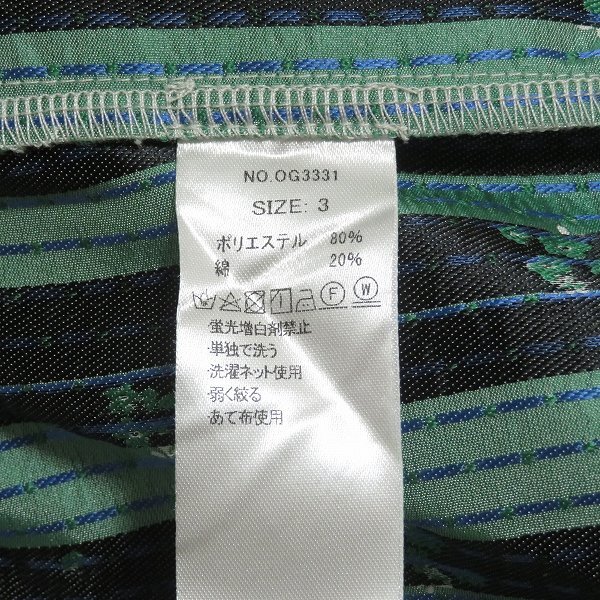 NO.OG3331
SIZE: 3
ポリエステル 80%
綿 20%
F W
・蛍光増白剤禁止
・単独で洗う
・洗濯ネット使用
・弱く絞る
・あて布使用